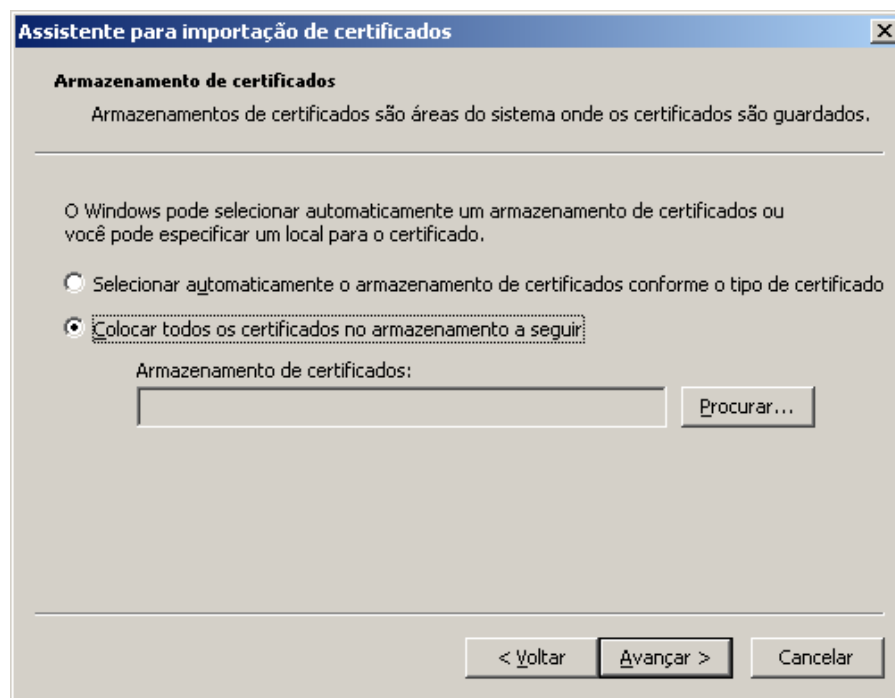 Assistente para importação de certificados
Armazenamento de certificados
Armazenamentos de certificados são áreas do sistema onde os certificados são guardados.
O Windows pode selecionar automaticamente um armazenamento de certificados ou
você pode especificar um local para o certificado.
Selecionar automaticamente o armazenamento de certificados conforme o tipo de certificado
Colocar todos os certificados no armazenamento a seguir
Armazenamento de certificados:
Procurar...
< Voltar
Avançar >
Cancelar